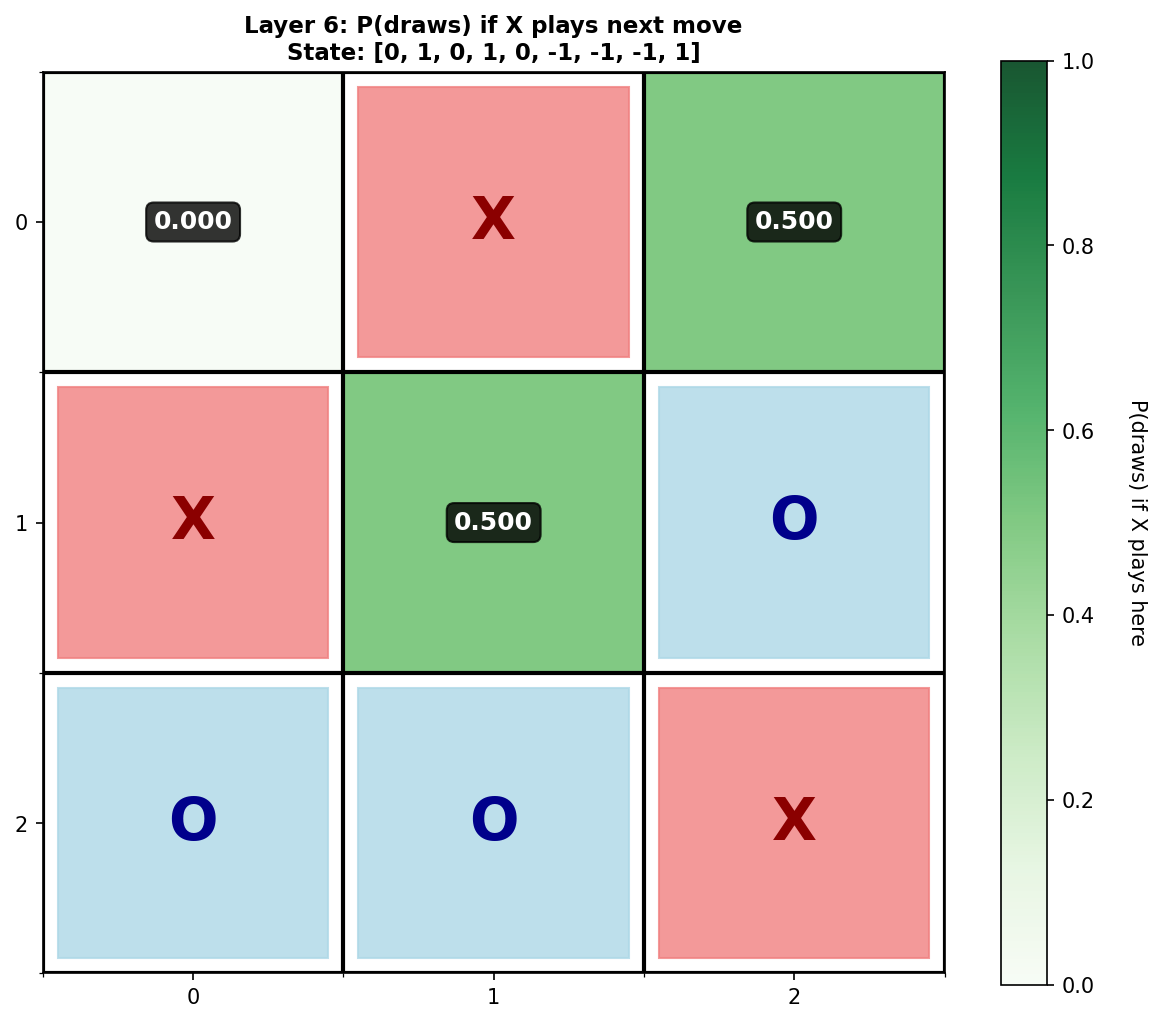 Layer 6: P(draws) if X plays next move
State: [0, 1, 0, 1, 0, -1, -1, -1, 1]
0.000
X
0.500
X
0.500
O
O
O
X
0
1
2
0
1
2
1.0
0.8
0.6
0.4
0.2
0.0
P(draws) if X plays here